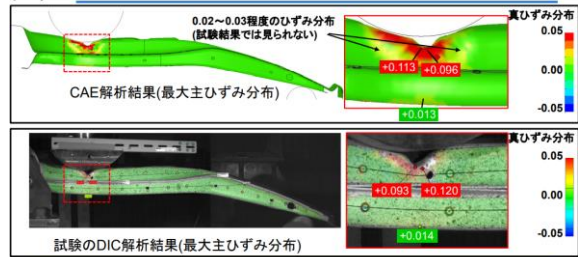 0.02～0.03程度のひずみ分布
(試験結果では見られない)
真ひずみ分布
0.05
0.00
-0.05
+0.113
+0.096
+0.013
CAE解析結果(最大主ひずみ分布)
真ひずみ分布
0.05
0.00
-0.05
+0.093
+0.120
+0.014
試験のDIC解析結果(最大主ひずみ分布)